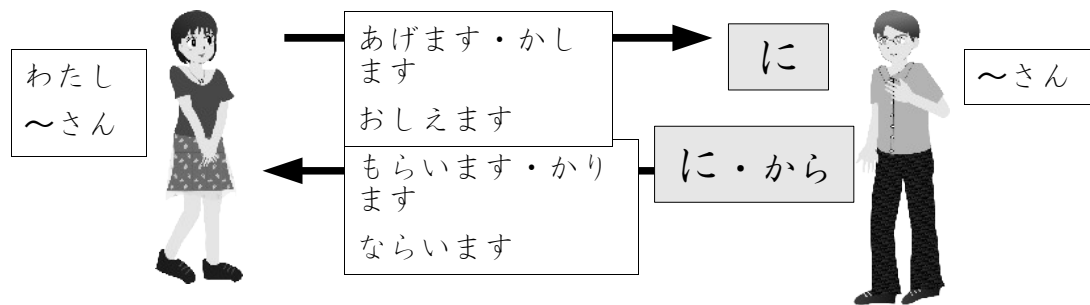 わたし
～さん
あげます・かし
ます
おしえます
に
～さん
もらいます・かり
ます
ならいます
に・から